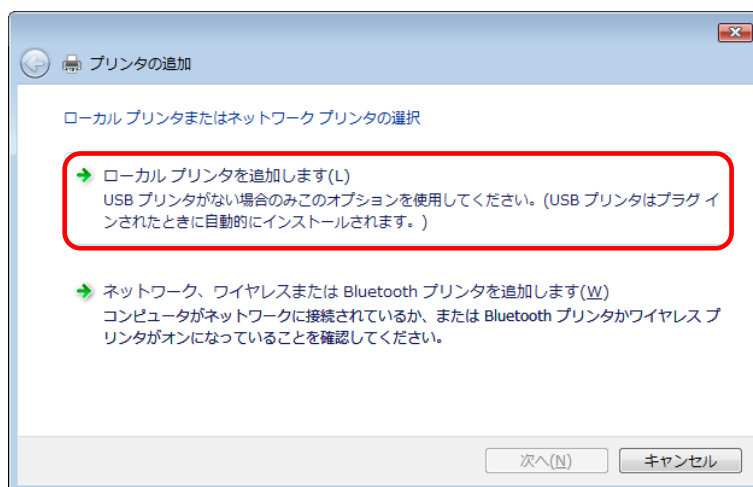 プリンタの追加
ローカル プリンタまたはネットワーク プリンタの選択
ローカル プリンタを追加します(L)
USB プリンタがない場合のみこのオプションを使用してください。(USB プリンタはプラグ イ
ンされたときに自動的にインストールされます。)
ネットワーク、ワイヤレスまたは Bluetooth プリンタを追加します(W)
コンピュータがネットワークに接続されているか、または Bluetooth プリンタかワイヤレス プ
リンタがオンになっていることを確認してください。
次へ(N)
キャンセル